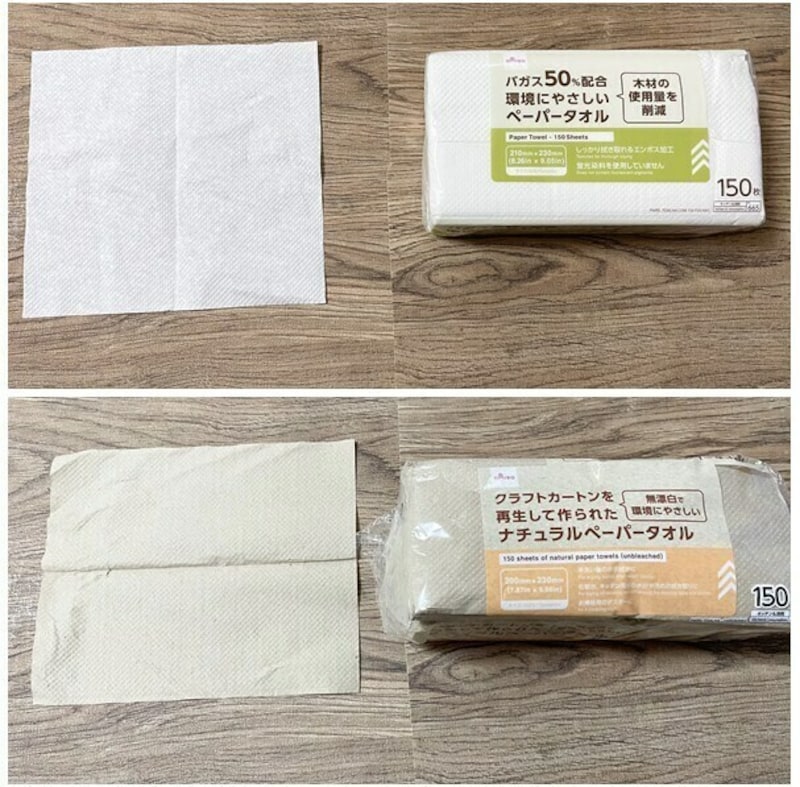 バガス50%配合
環境にやさしい
ペーパータオル
木材の
使用量を
削減
Paper Towel - 150 Sheets
210mm × 230mm
(8.26in × 9.05in)
しっかり拭き取れるエンボス加工
蛍光染料を使用していません
150枚
クラフトカートンを
再生して作られた
ナチュラルペーパータオル
無漂白で
環境にやさしい
150 sheets of natural paper towels (unbleached)
200mm × 230mm
150